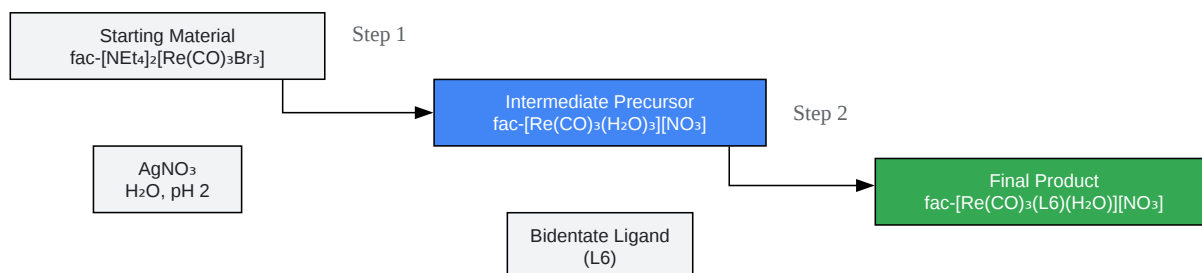 Starting Material
fac-[NEt₄]₂[Re(CO)₃Br₃]
Step 1
Intermediate Precursor
fac-[Re(CO)₃(H₂O)₃][NO₃]
Step 2
AgNO₃
H₂O, pH 2
Final Product
fac-[Re(CO)₃(L6)(H₂O)][NO₃]
Bidentate Ligand
(L6)